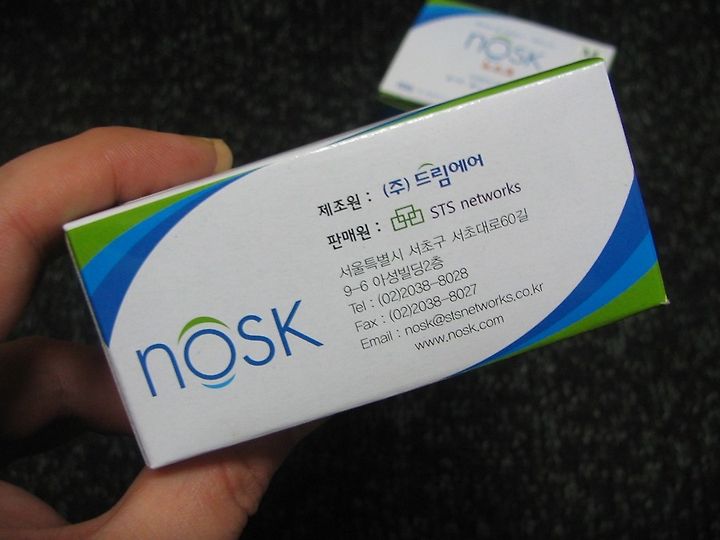 nOSK
제조원 : (주) 드림에어
판매원 : STS networks
서울특별시 서초구 서초대로60길
9-6 아성빌딩2층
Tel : (02)2038-8028
Fax : (02)2038-8027
Email : nosk@stsnetworks.co.kr
www.nosk.com
nOSK